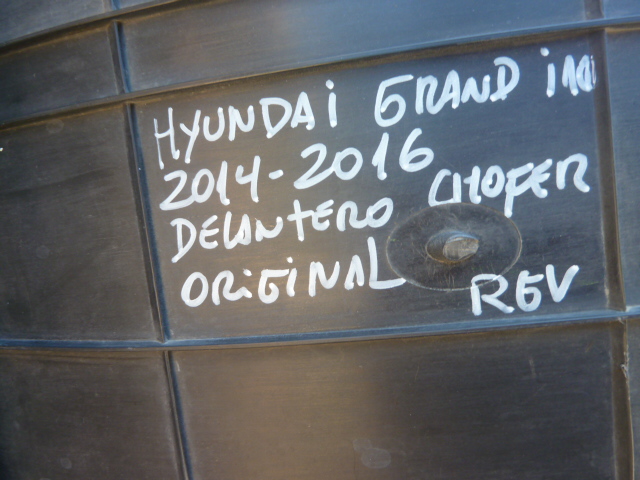 HYUNDAi GRAND i10
2014-2016
DELANTERO CHOFER
ORiGiNAL REV